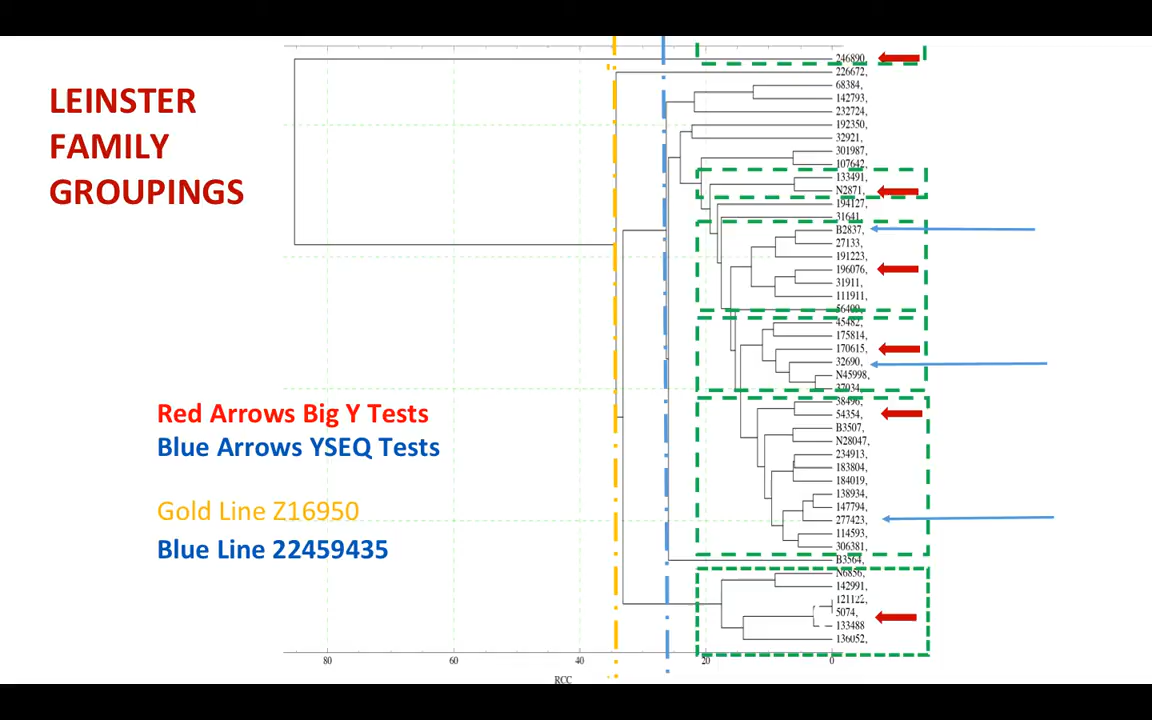 LEINSTER
FAMILY
GROUPINGS
Red Arrows Big Y Tests
Blue Arrows YSEQ Tests
Gold Line Z16950
Blue Line 22459435
246890,
226672,
68384,
142793,
232724,
192350,
32921,
301987,
107642,
133491,
N2871,
194127,
31641,
B2837,
27133,
191223,
196076,
31911,
111911,
56409,
45482,
175814,
170615,
32690,
N45998,
37034,
38496,
54354,
B3507,
N28047,
234913,
183804,
184019,
138934,
147794,
277423,
114593,
306381,
B3564,
N6856,
142991,
121122,
5074,
133488
136052,
80 60 40 20 0
RCC